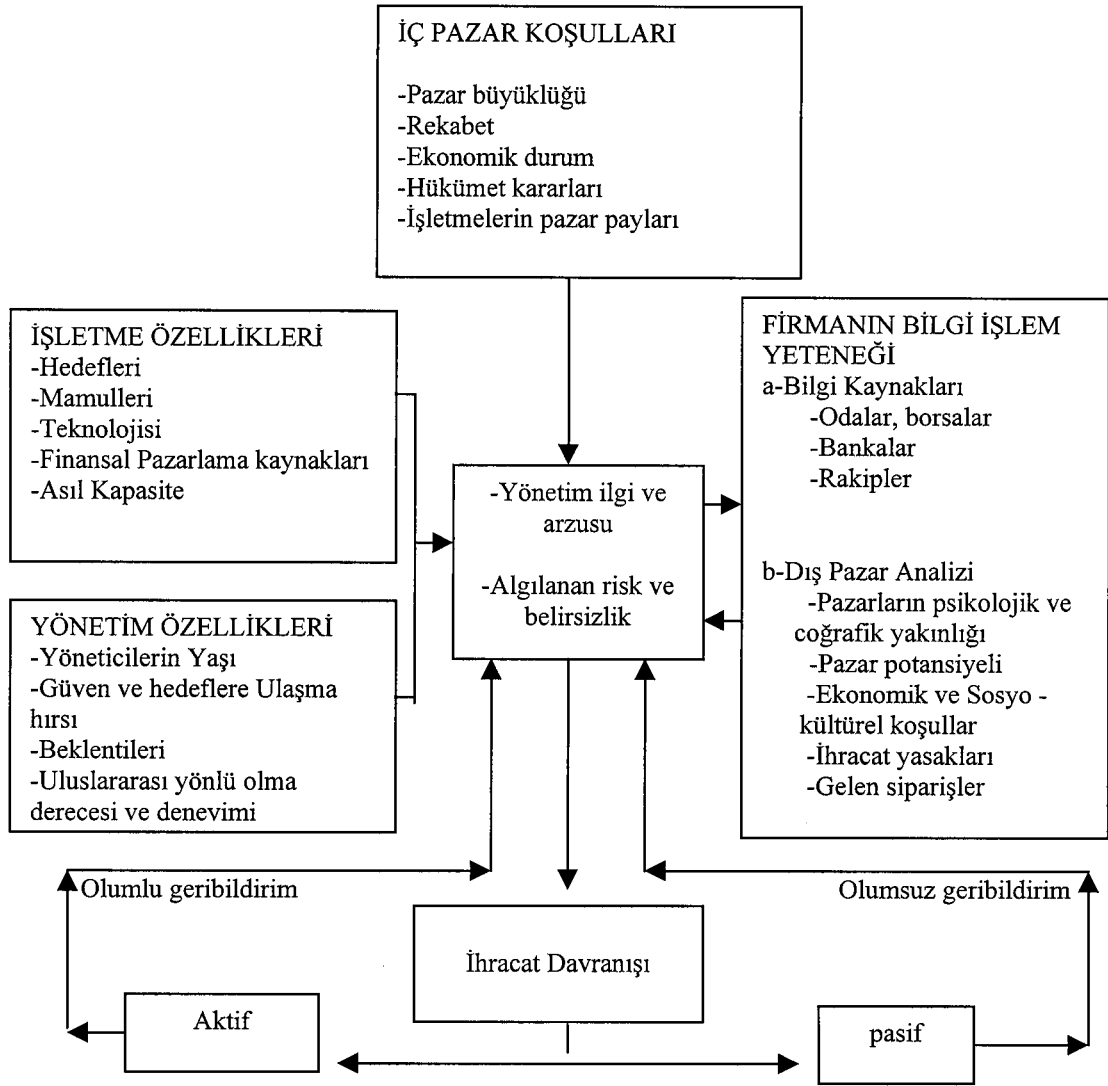 İÇ PAZAR KOŞULLARI
-Pazar büyüklüğü
-Rekabet
-Ekonomik durum
-Hükümet kararları
-İşletmelerin pazar payları
İŞLETME ÖZELLİKLERİ
-Hedefleri
-Mamulleri
-Teknolojisi
-Finansal Pazarlama kaynakları
-Asıl Kapasite
YÖNETİM ÖZELLİKLERİ
-Yöneticilerin Yaşı
-Güven ve hedeflere Ulaşma
hırsı
-Beklentileri
-Uluslararası yönlü olma
derecesi ve denevimi
-Yönetim ilgi ve
arzusu
-Algılanan risk ve
belirsizlik
FİRMANIN BİLGİ İŞLEM
YETENEĞİ
a-Bilgi Kaynakları
-Odalar, borsalar
-Bankalar
-Rakipler
b-Dış Pazar Analizi
-Pazarların psikolojik ve
coğrafik yakınlığı
-Pazar potansiyeli
-Ekonomik ve Sosyo -
kültürel koşullar
-İhracat yasakları
-Gelen siparişler
Olumlu geribildirim
Olumsuz geribildirim
İhracat Davranışı
Aktif
pasif